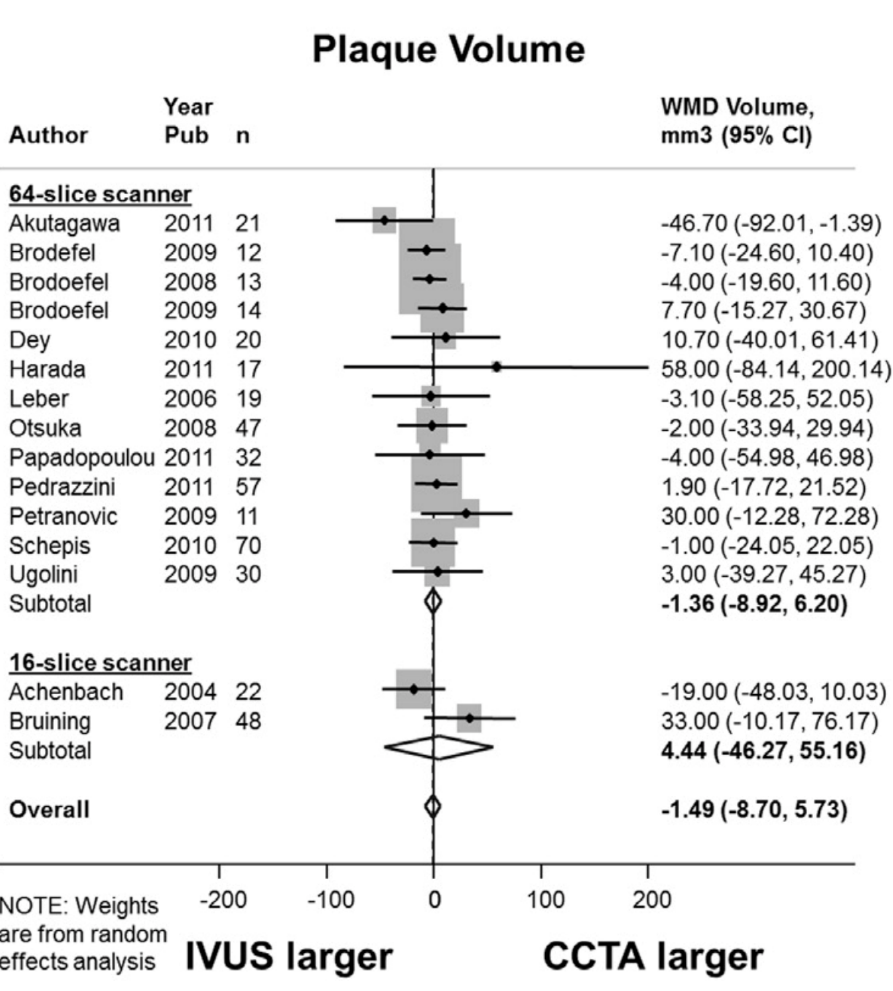 Plaque Volume
Year WMD Volume,
Author Pub n mm3 (95% CI)
64-slice scanner
Akutagawa 2011 21 -46.70 (-92.01, -1.39)
Brodefel 2009 12 -7.10 (-24.60, 10.40)
Brodoefel 2008 13 -4.00 (-19.60, 11.60)
Brodoefel 2009 14 7.70 (-15.27, 30.67)
Dey 2010 20 10.70 (-40.01, 61.41)
Harada 2011 17 58.00 (-84.14, 200.14)
Leber 2006 19 -3.10 (-58.25, 52.05)
Otsuka 2008 47 -2.00 (-33.94, 29.94)
Papadopoulou 2011 32 -4.00 (-54.98, 46.98)
Pedrazzini 2011 57 1.90 (-17.72, 21.52)
Petranovic 2009 11 30.00 (-12.28, 72.28)
Schepis 2010 70 -1.00 (-24.05, 22.05)
Ugolini 2009 30 3.00 (-39.27, 45.27)
Subtotal -1.36 (-8.92, 6.20)
16-slice scanner
Achenbach 2004 22 -19.00 (-48.03, 10.03)
Bruining 2007 48 33.00 (-10.17, 76.17)
Subtotal 4.44 (-46.27, 55.16)
Overall -1.49 (-8.70, 5.73)
-200 -100 0 100 200
NOTE: Weights
are from random
effects analysis
IVUS larger CCTA larger